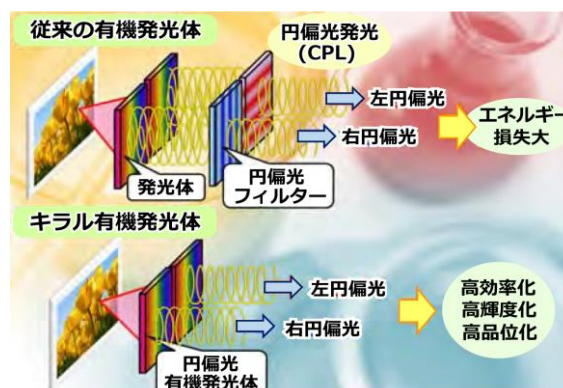 従来の有機発光体
円偏光発光
(CPL)
左円偏光
右円偏光
エネルギー
損失大
発光体
円偏光
フィルター
キラル有機発光体
左円偏光
右円偏光
高効率化
高輝度化
高品位化
円偏光
有機発光体